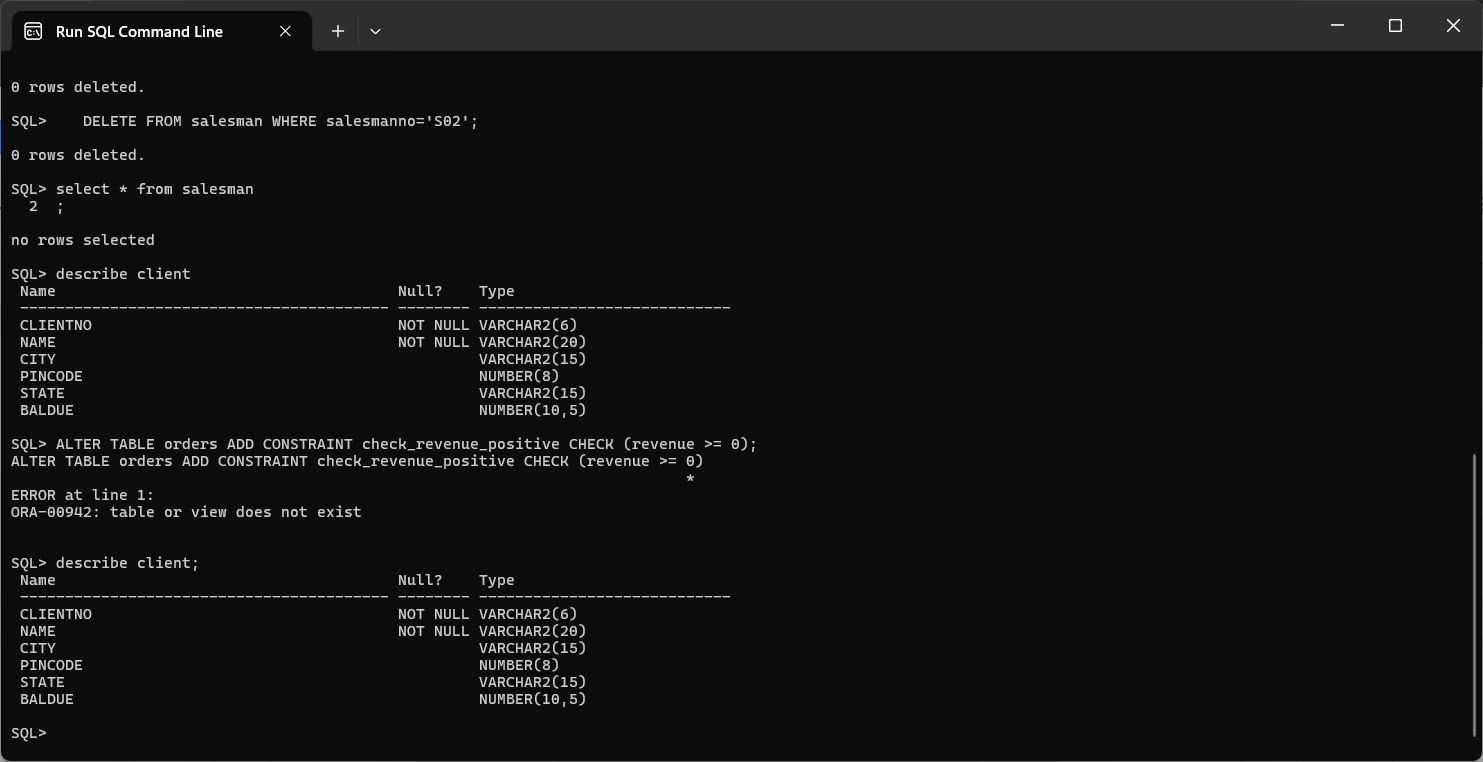 Run SQL Command Line
0 rows deleted.
SQL>    DELETE FROM salesman WHERE salesmanno='S02';
0 rows deleted.
SQL> select * from salesman
  2  ;
no rows selected
SQL> describe client
 Name                                      Null?    Type
 ----------------------------------------- -------- ----------------------------
 CLIENTNO                                  NOT NULL VARCHAR2(6)
 NAME                                      NOT NULL VARCHAR2(20)
 CITY                                               VARCHAR2(15)
 PINCODE                                            NUMBER(8)
 STATE                                              VARCHAR2(15)
 BALDUE                                             NUMBER(10,5)
SQL> ALTER TABLE orders ADD CONSTRAINT check_revenue_positive CHECK (revenue >= 0);
ALTER TABLE orders ADD CONSTRAINT check_revenue_positive CHECK (revenue >= 0)
                                                                           *
ERROR at line 1:
ORA-00942: table or view does not exist
SQL> describe client;
 Name                                      Null?    Type
 ----------------------------------------- -------- ----------------------------
 CLIENTNO                                  NOT NULL VARCHAR2(6)
 NAME                                      NOT NULL VARCHAR2(20)
 CITY                                               VARCHAR2(15)
 PINCODE                                            NUMBER(8)
 STATE                                              VARCHAR2(15)
 BALDUE                                             NUMBER(10,5)
SQL>